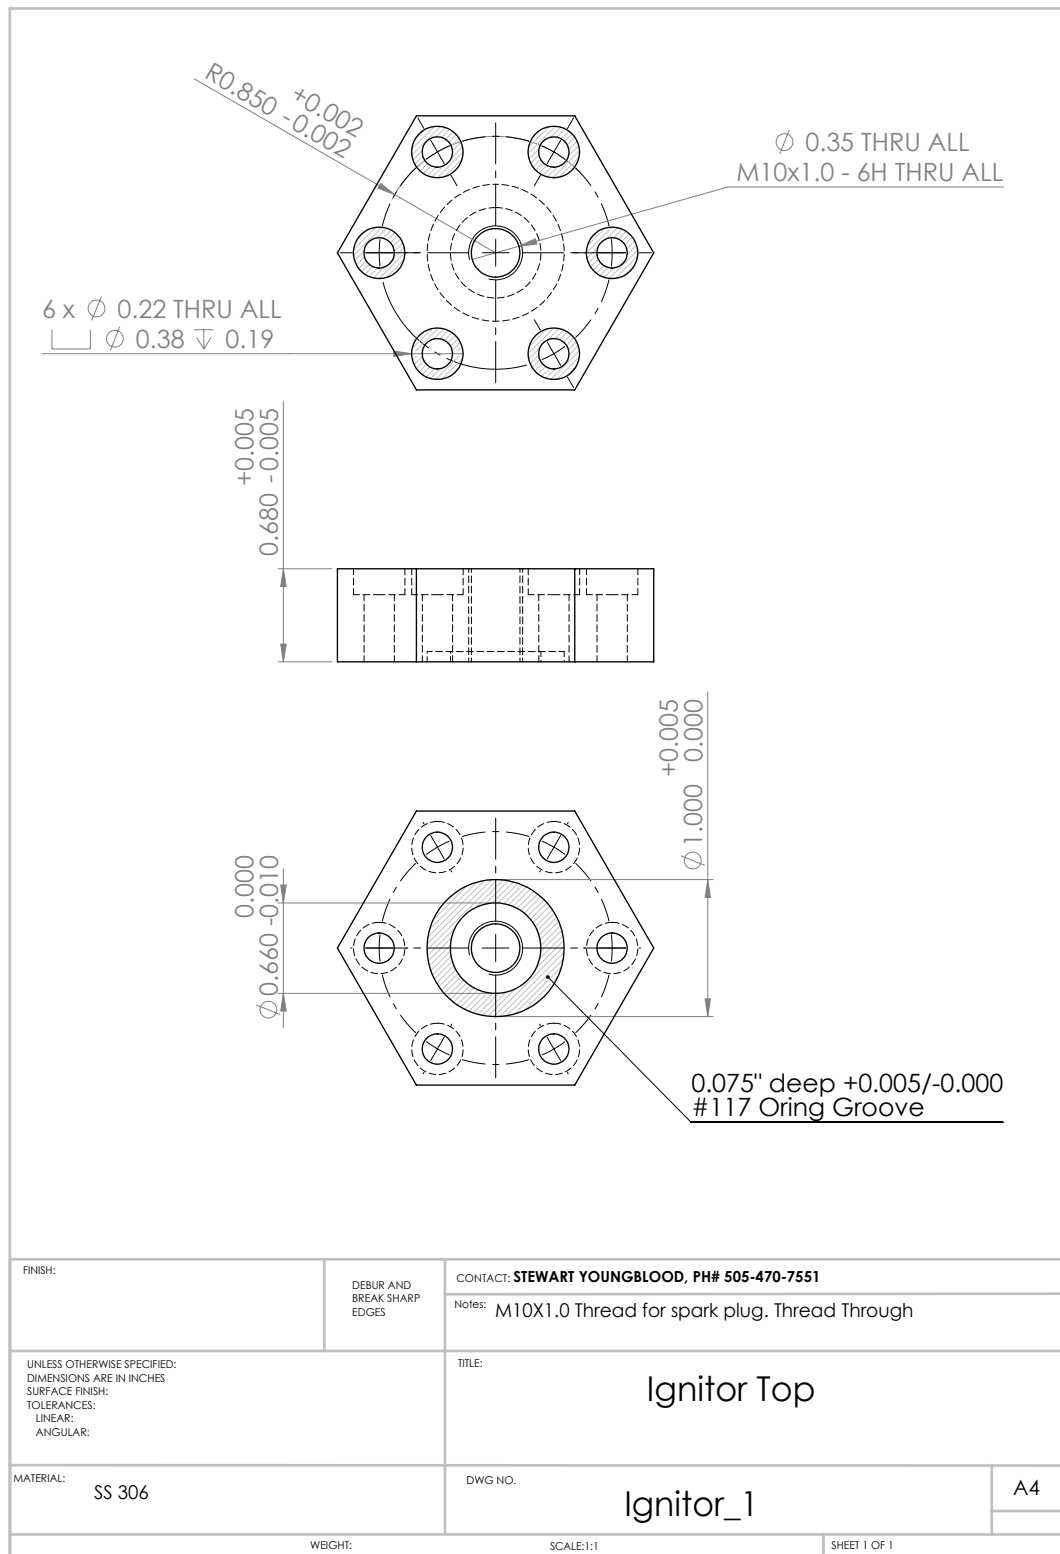 R0.850 +0.002 -0.002
∅ 0.35 THRU ALL
M10x1.0 - 6H THRU ALL
6 x ∅ 0.22 THRU ALL
⌴ ∅ 0.38 ↧ 0.19
0.680 +0.005 -0.005
∅1.000 +0.005 0.000
∅0.660 0.000 -0.010
0.075" deep +0.005/-0.000
#117 Oring Groove
FINISH:
DEBUR AND
BREAK SHARP
EDGES
CONTACT: STEWART YOUNGBLOOD, PH# 505-470-7551
Notes: M10X1.0 Thread for spark plug. Thread Through
UNLESS OTHERWISE SPECIFIED:
DIMENSIONS ARE IN INCHES
SURFACE FINISH:
TOLERANCES:
LINEAR:
ANGULAR:
TITLE:
Ignitor Top
MATERIAL:
SS 306
DWG NO.
Ignitor_1
A4
WEIGHT:
SCALE:1:1
SHEET 1 OF 1